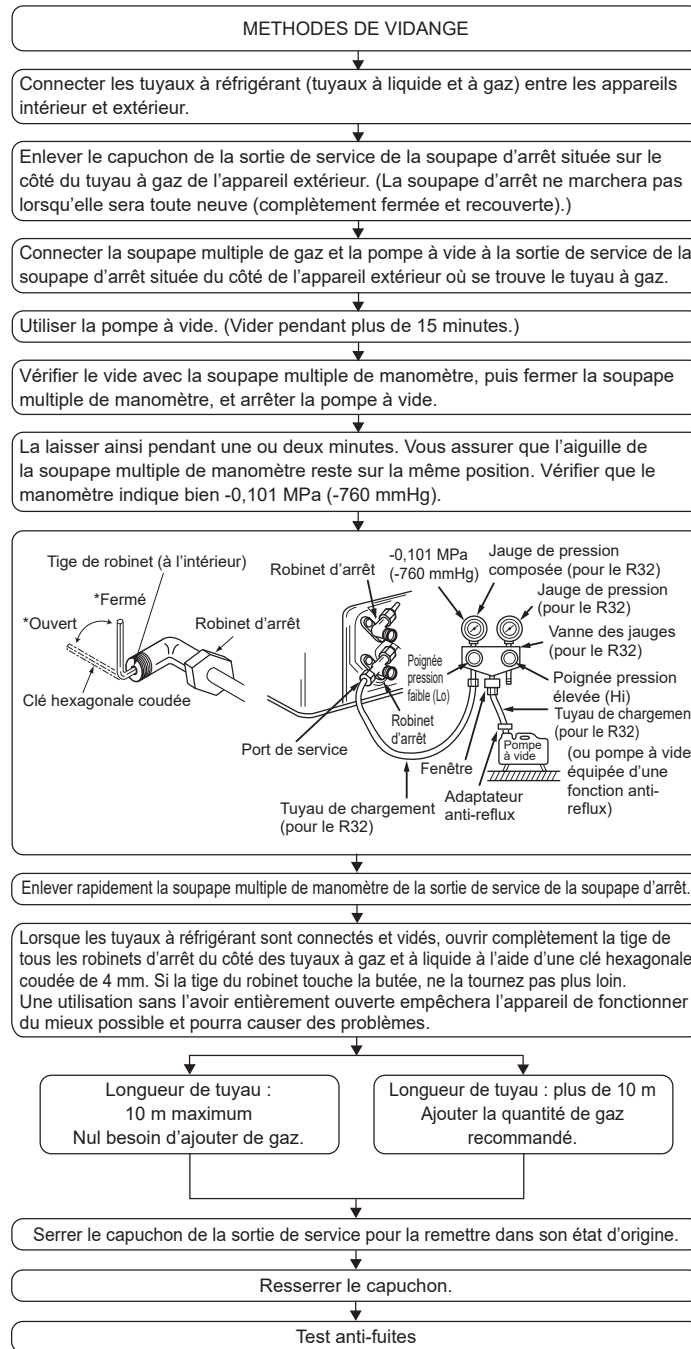 METHODES DE VIDANGE
Connecter les tuyaux à réfrigérant (tuyaux à liquide et à gaz) entre les appareils
intérieur et extérieur.
Enlever le capuchon de la sortie de service de la soupape d'arrêt située sur le
côté du tuyau à gaz de l'appareil extérieur. (La soupape d'arrêt ne marchera pas
lorsqu'elle sera toute neuve (complètement fermée et recouverte).)
Connecter la soupape multiple de gaz et la pompe à vide à la sortie de service de la
soupape d'arrêt située du côté de l'appareil extérieur où se trouve le tuyau à gaz.
Utiliser la pompe à vide. (Vider pendant plus de 15 minutes.)
Vérifier le vide avec la soupape multiple de manomètre, puis fermer la soupape
multiple de manomètre, et arrêter la pompe à vide.
La laisser ainsi pendant une ou deux minutes. Vous assurer que l'aiguille de
la soupape multiple de manomètre reste sur la même position. Vérifier que le
manomètre indique bien -0,101 MPa (-760 mmHg).
Tige de robinet (à l'intérieur)
*Fermé
*Ouvert
Robinet d'arrêt
Clé hexagonale coudée
Robinet d'arrêt
-0,101 MPa
(-760 mmHg)
Jauge de pression
composée (pour le R32)
Jauge de pression
(pour le R32)
Vanne des jauges
(pour le R32)
Poignée
pression
faible (Lo)
Poignée pression
élevée (Hi)
Robinet
d'arrêt
Port de service
Tuyau de chargemen
(pour le R32)
Fenêtre
Pompe
à vide
(ou pompe à vide
équipée d'une
fonction anti-
reflux)
Adaptateur
anti-reflux
Tuyau de chargement
(pour le R32)
Enlever rapidement la soupape multiple de manomètre de la sortie de service de la soupape d'arrêt.
Lorsque les tuyaux à réfrigérant sont connectés et vidés, ouvrir complètement la tige de
tous les robinets d'arrêt du côté des tuyaux à gaz et à liquide à l'aide d'une clé hexagonale
coudée de 4 mm. Si la tige du robinet touche la butée, ne la tournez pas plus loin.
Une utilisation sans l'avoir entièrement ouverte empêchera l'appareil de fonctionner
du mieux possible et pourra causer des problèmes.
Longueur de tuyau :
10 m maximum
Nul besoin d'ajouter de gaz.
Longueur de tuyau : plus de 10 m
Ajouter la quantité de gaz
recommandé.
Serrer le capuchon de la sortie de service pour la remettre dans son état d'origine.
Resserrer le capuchon.
Test anti-fuites